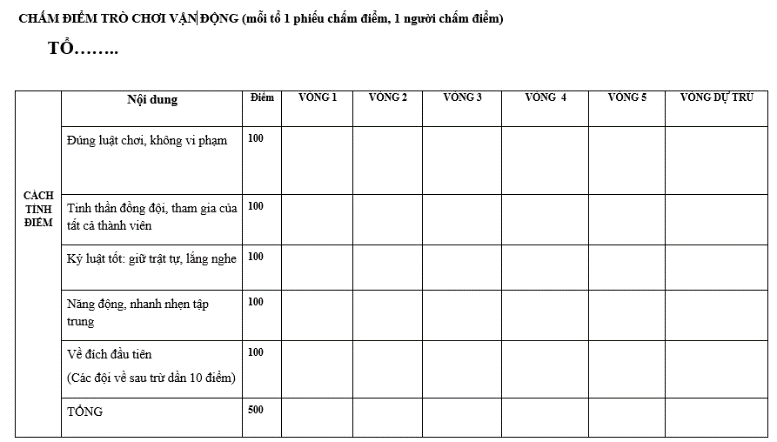 CHẤM ĐIỂM TRÒ CHƠI VẬN ĐỘNG (mỗi tổ 1 phiếu chấm điểm, 1 người chấm điểm)
TỔ……..
Nội dung Điểm VÒNG 1 VÒNG 2 VÒNG 3 VÒNG 4 VÒNG 5 VÒNG DỰ TRÙ
CÁCH
TÍNH
ĐIỂM
Đúng luật chơi, không vi phạm 100
Tinh thần đồng đội, tham gia của 100
tất cả thành viên
Kỷ luật tốt: giữ trật tự, lắng nghe 100
Năng động, nhanh nhẹn tập 100
trung
Về đích đầu tiên 100
(Các đội về sau trừ dần 10 điểm)
TỔNG 500